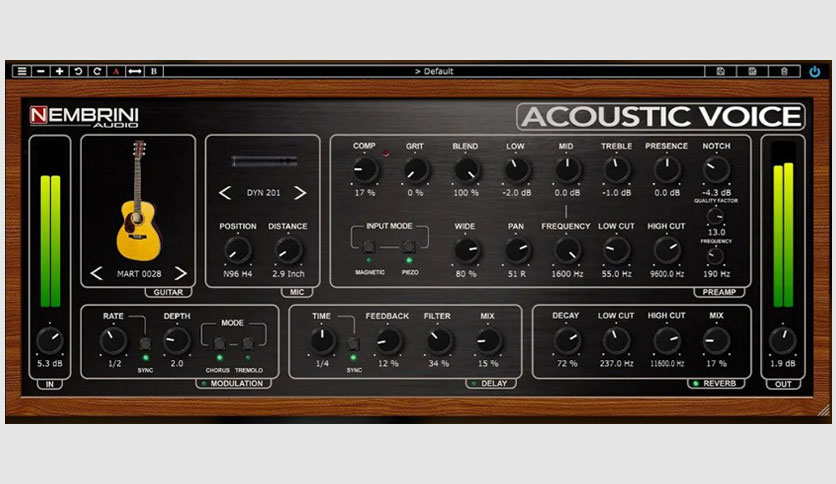 A B
> Default
NEMBRINI
AUDIO
ACOUSTIC VOICE
MART 0028
GUITAR
DYN 201
POSITION DISTANCE
N96 H4 2.9 Inch
MIC
COMP GRIT BLEND LOW MID TREBLE PRESENCE NOTCH
17 % 0 % 100 % -2.0 dB 0.0 dB -1.0 dB 0.0 dB -4.3 dB
QUALITY FACTOR
13.0
INPUT MODE
MAGNETIC PIEZO
WIDE PAN FREQUENCY LOW CUT HIGH CUT FREQUENCY
80 % 51 R 1600 Hz 55.0 Hz 9600.0 Hz 190 Hz
PREAMP
5.3 dB
IN
RATE DEPTH MODE
1/2 SYNC 2.0 CHORUS TREMOLO
MODULATION
TIME FEEDBACK FILTER MIX
1/4 SYNC 12 % 34 % 15 %
DELAY
DECAY LOW CUT HIGH CUT MIX
72 % 237.0 Hz 11600.0 Hz 17 %
REVERB
1.9 dB
OUT